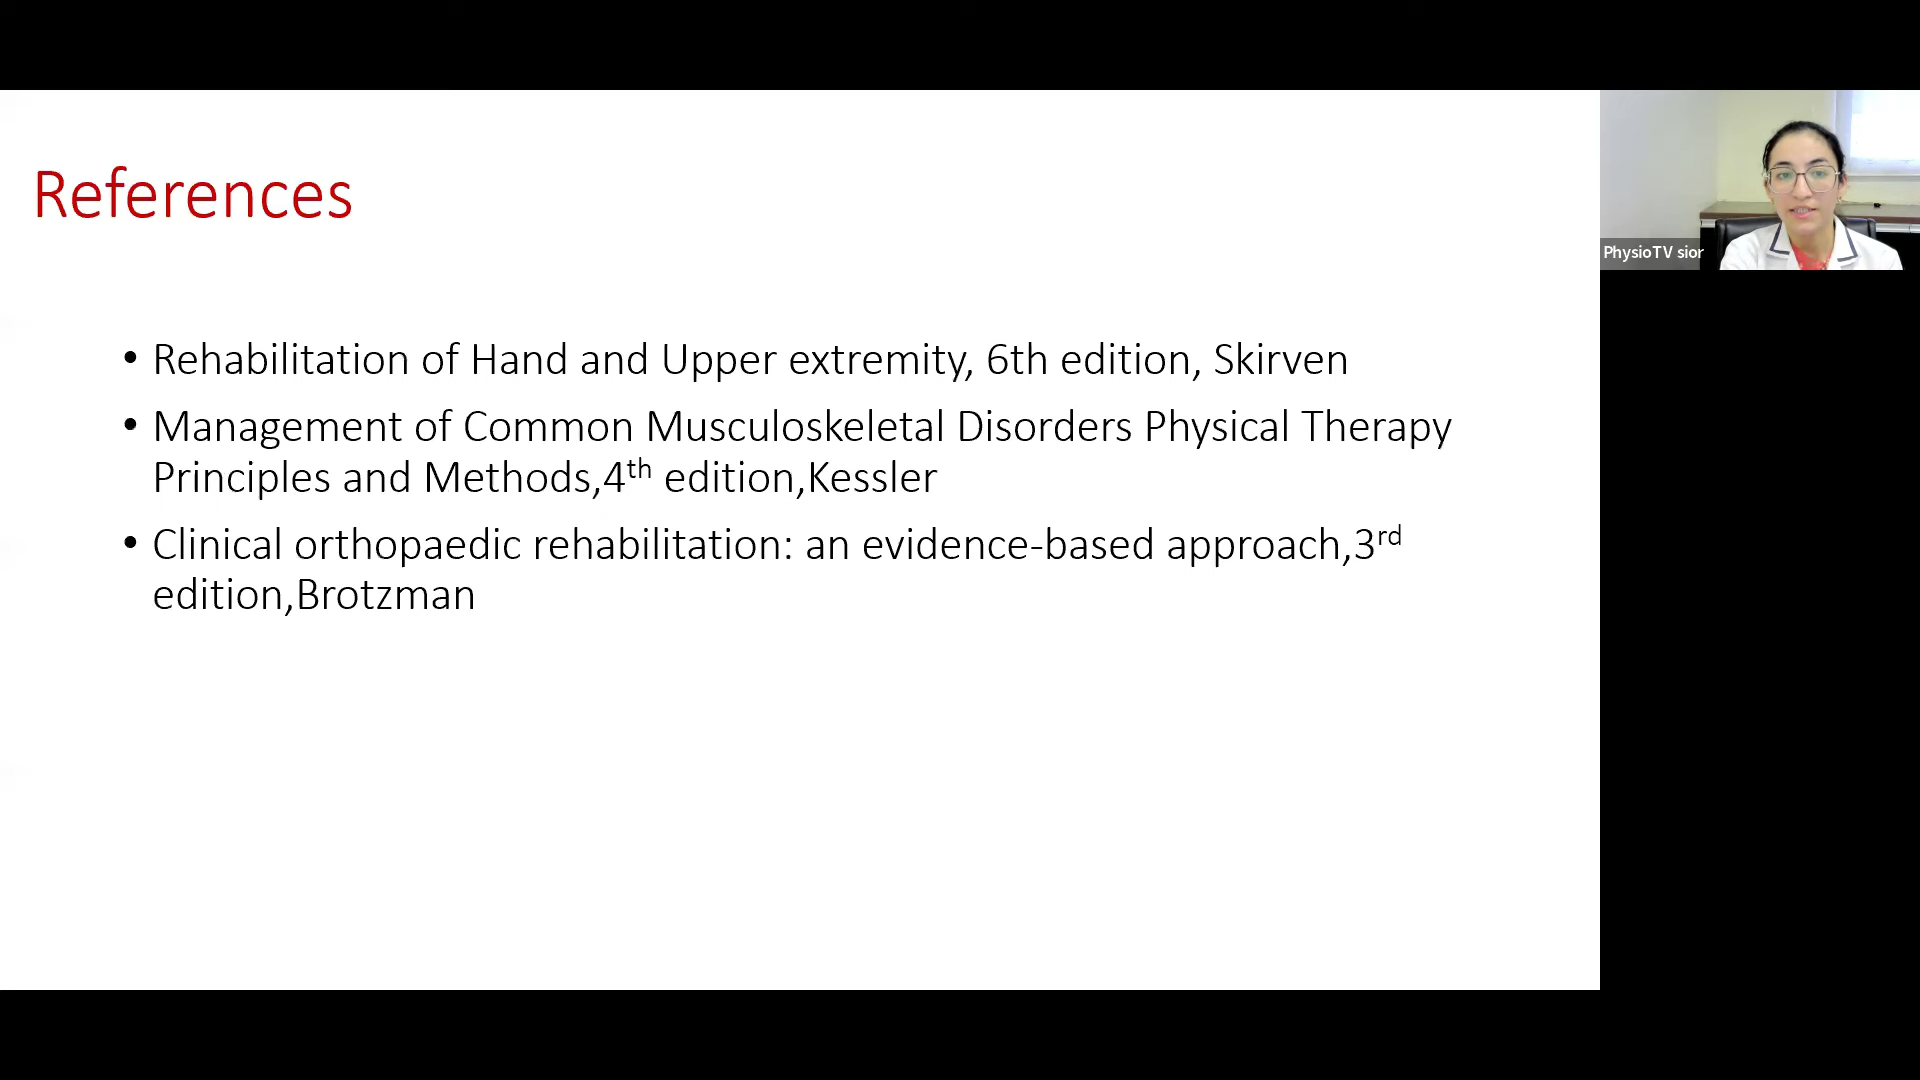 References
• Rehabilitation of Hand and Upper extremity, 6th edition, Skirven
• Management of Common Musculoskeletal Disorders Physical Therapy
Principles and Methods,4th edition,Kessler
• Clinical orthopaedic rehabilitation: an evidence-based approach,3rd
edition,Brotzman
PhysioTV sior